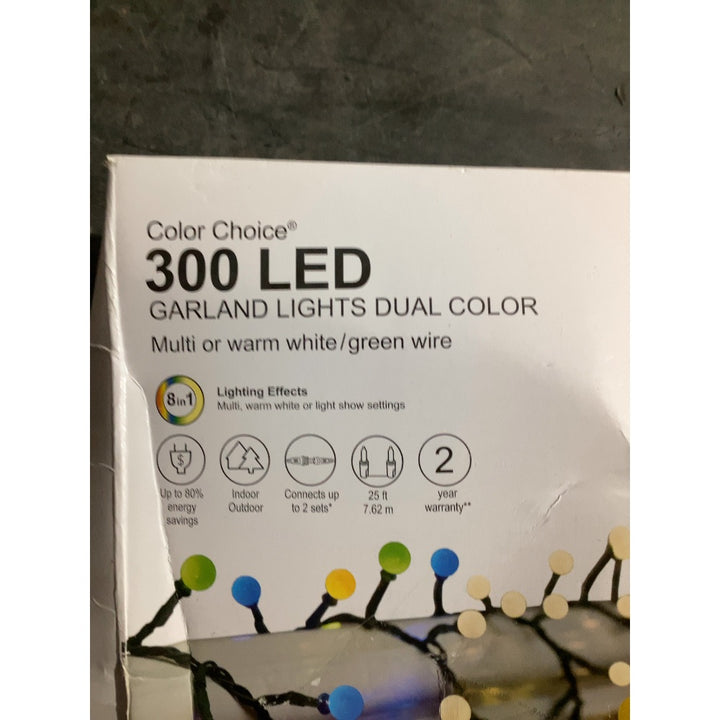 Color Choice®
300 LED
GARLAND LIGHTS DUAL COLOR
Multi or warm white/green wire
8in1
Lighting Effects
Multi, warm white or light show settings
$
2
Up to 80%
energy
savings
Indoor
Outdoor
Connects up
to 2 sets*
25 ft
7.62 m
year
warranty**